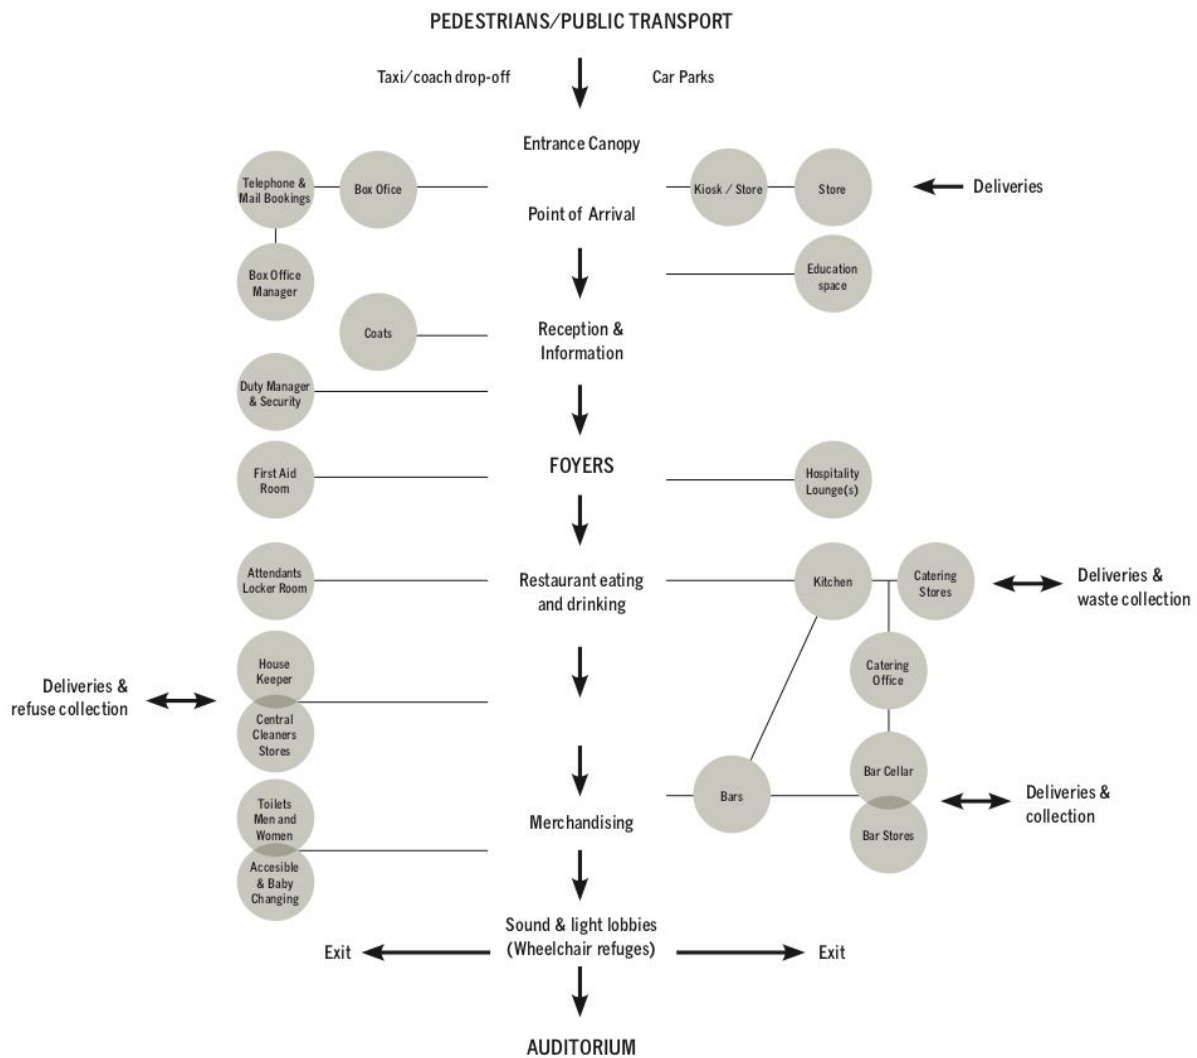 PEDESTRIANS/PUBLIC TRANSPORT
Taxi/coach drop-off
Car Parks
Entrance Canopy
Telephone &
Mail Bookings
Box Ofice
Kiosk / Store
Store
Deliveries
Point of Arrival
Box Office
Manager
Education
space
Coats
Reception &
Information
Duty Manager
& Security
FOYERS
First Aid
Room
Hospitality
Lounge(s)
Attendants
Locker Room
Restaurant eating
and drinking
Kitchen
Catering
Stores
Deliveries &
waste collection
House
Keeper
Catering
Office
Deliveries &
refuse collection
Central
Cleaners
Stores
Bar Cellar
Bars
Deliveries &
collection
Toilets
Men and
Women
Merchandising
Bar Stores
Accesible
& Baby
Changing
Sound & light lobbies
(Wheelchair refuges)
Exit
Exit
AUDITORIUM